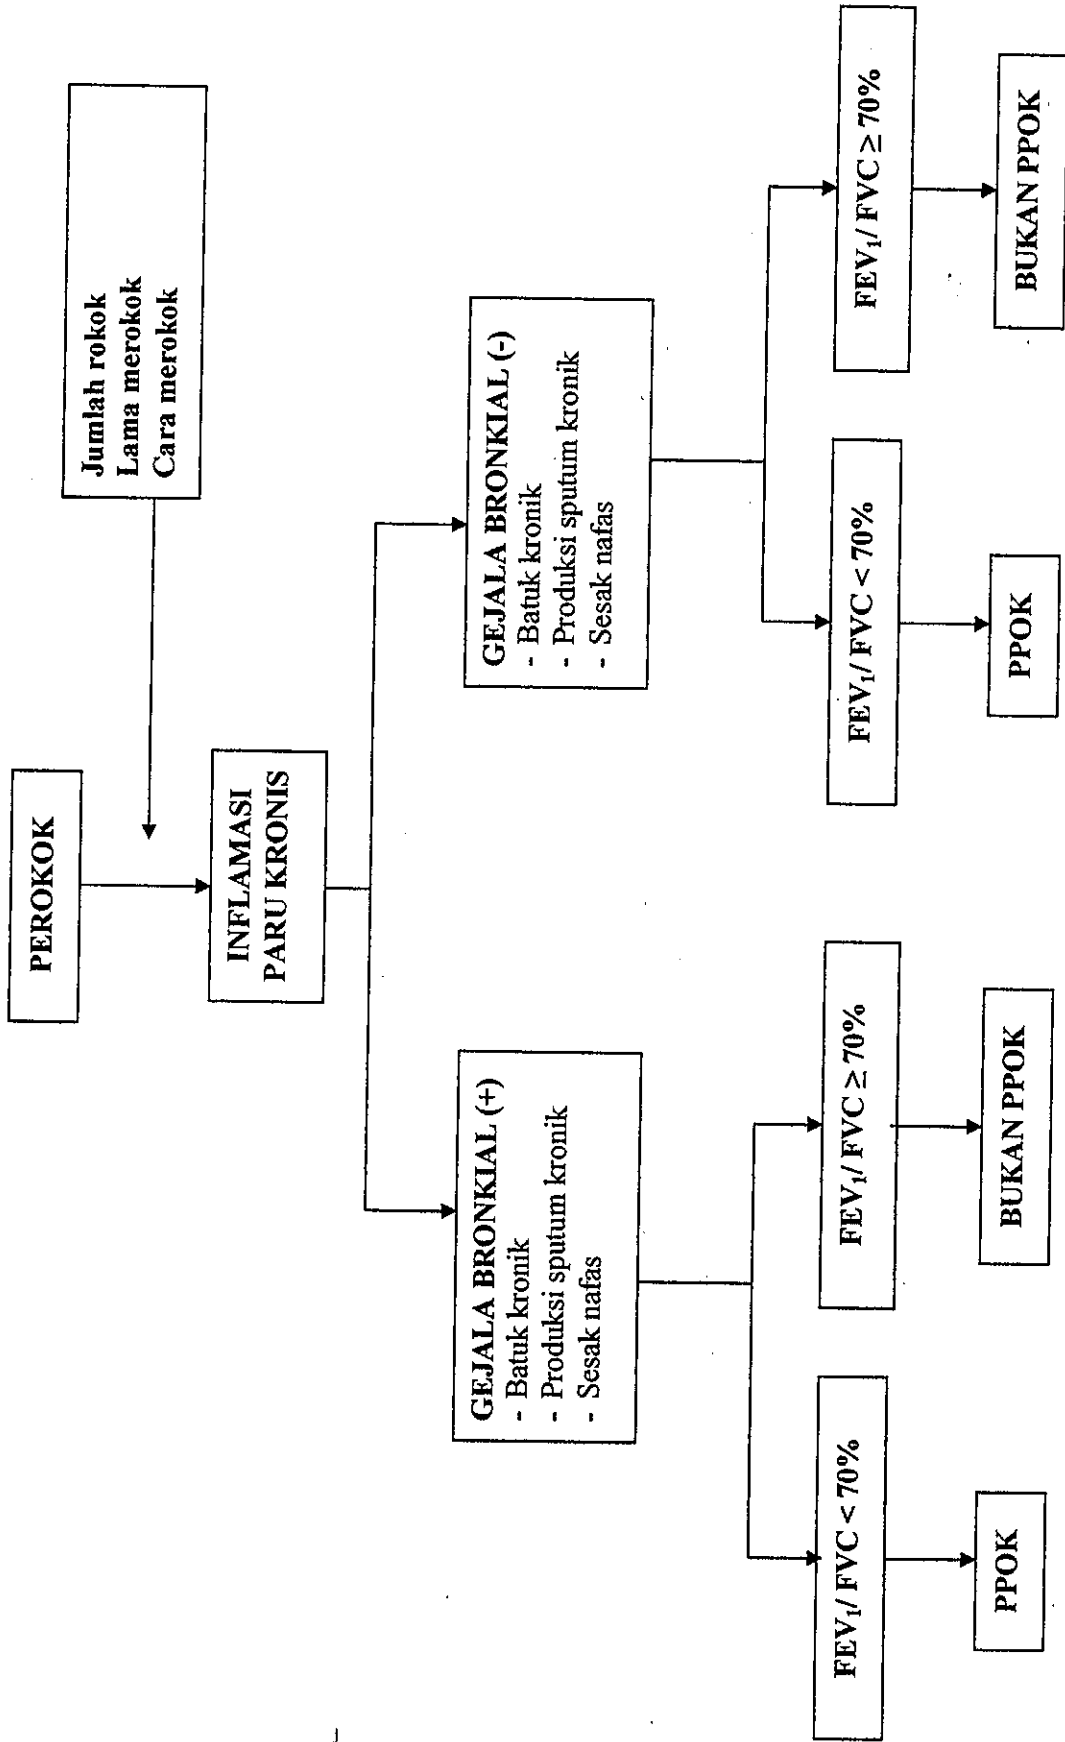 PEROKOK
Jumlah rokok
Lama merokok
Cara merokok
INFLAMASI
PARU KRONIS
GEJALA BRONKIAL (+)
- Batuk kronik
- Produksi sputum kronik
- Sesak nafas
GEJALA BRONKIAL (-)
- Batuk kronik
- Produksi sputum kronik
- Sesak nafas
FEV₁/ FVC < 70%
FEV₁/ FVC ≥ 70%
FEV₁/ FVC < 70%
FEV₁/ FVC ≥ 70%
PPOK
BUKAN PPOK
PPOK
BUKAN PPOK